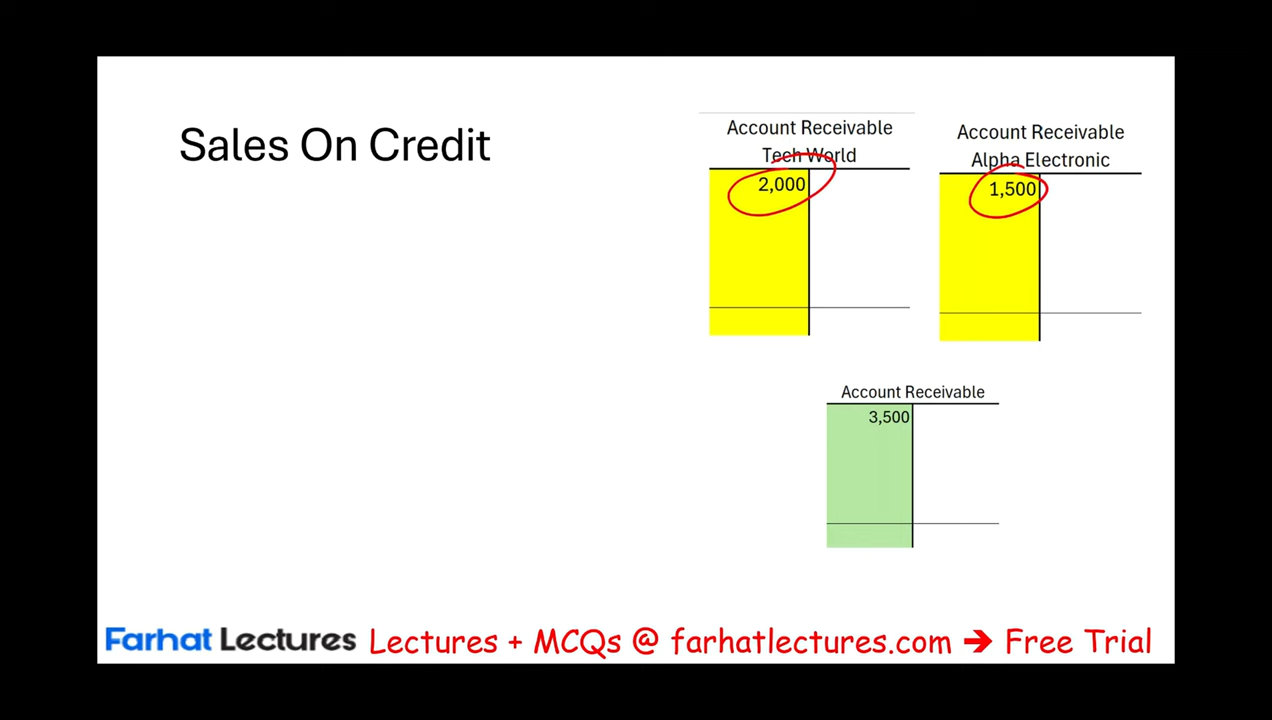 Sales On Credit
Account Receivable
Tech World
2,000
Account Receivable
Alpha Electronic
1,500
Account Receivable
3,500
Farhat Lectures Lectures + MCQs @ farhatlectures.com ➔ Free Trial